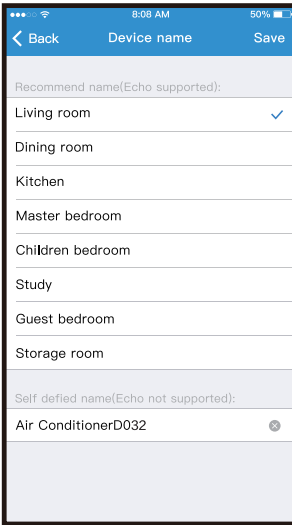 8:08 AM
50%
Back
Device name
Save
Recommend name(Echo supported):
Living room
Dining room
Kitchen
Master bedroom
Children bedroom
Study
Guest bedroom
Storage room
Self defied name(Echo not supported):
Air ConditionerD032